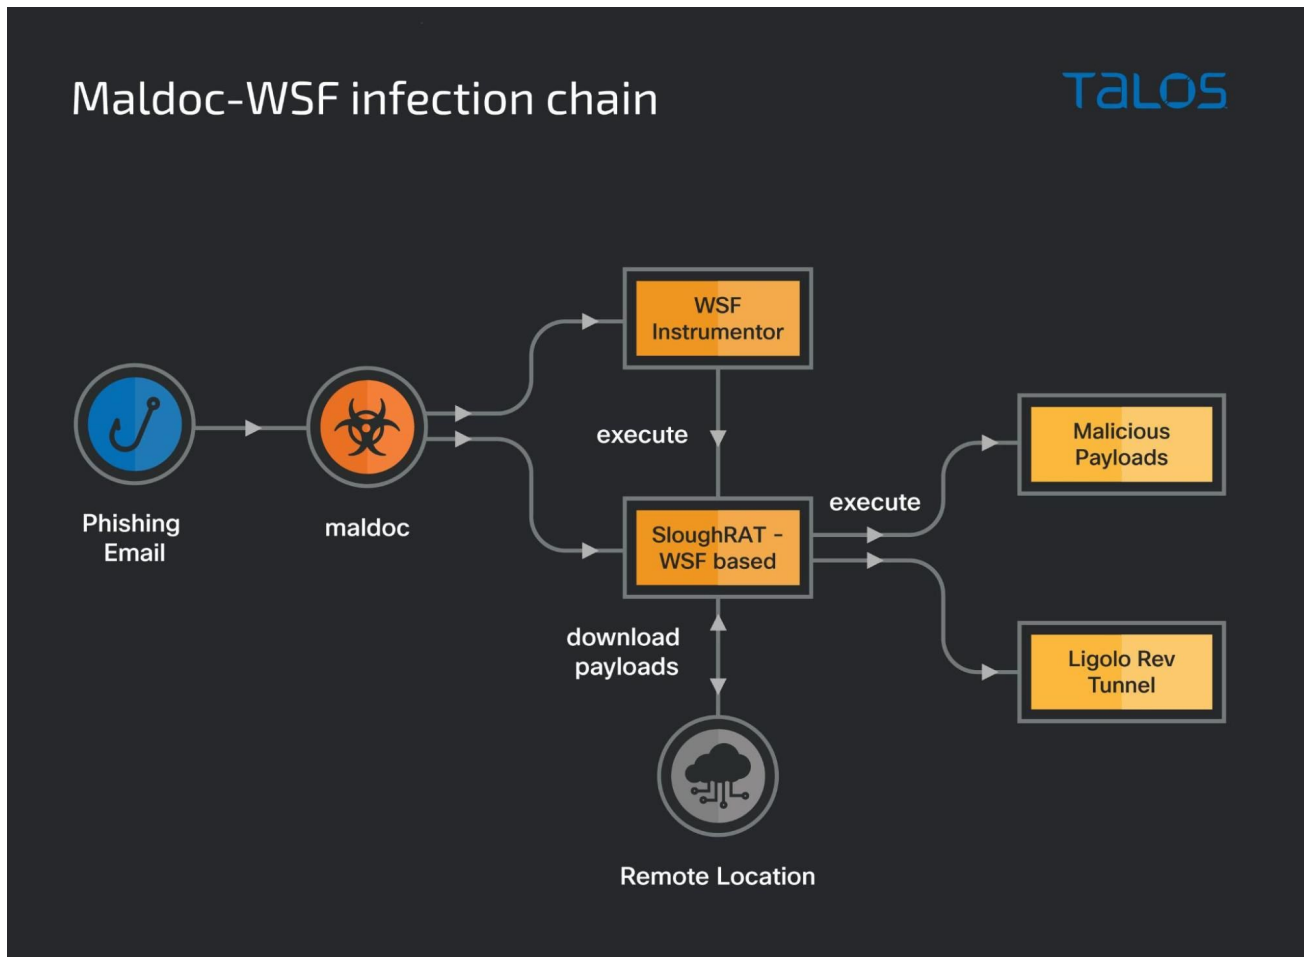 Maldoc-WSF infection chain
TALOS
WSF
Instrumentor
execute
Malicious
Payloads
execute
Phishing
Email
maldoc
SloughRAT -
WSF based
download
payloads
Ligolo Rev
Tunnel
Remote Location